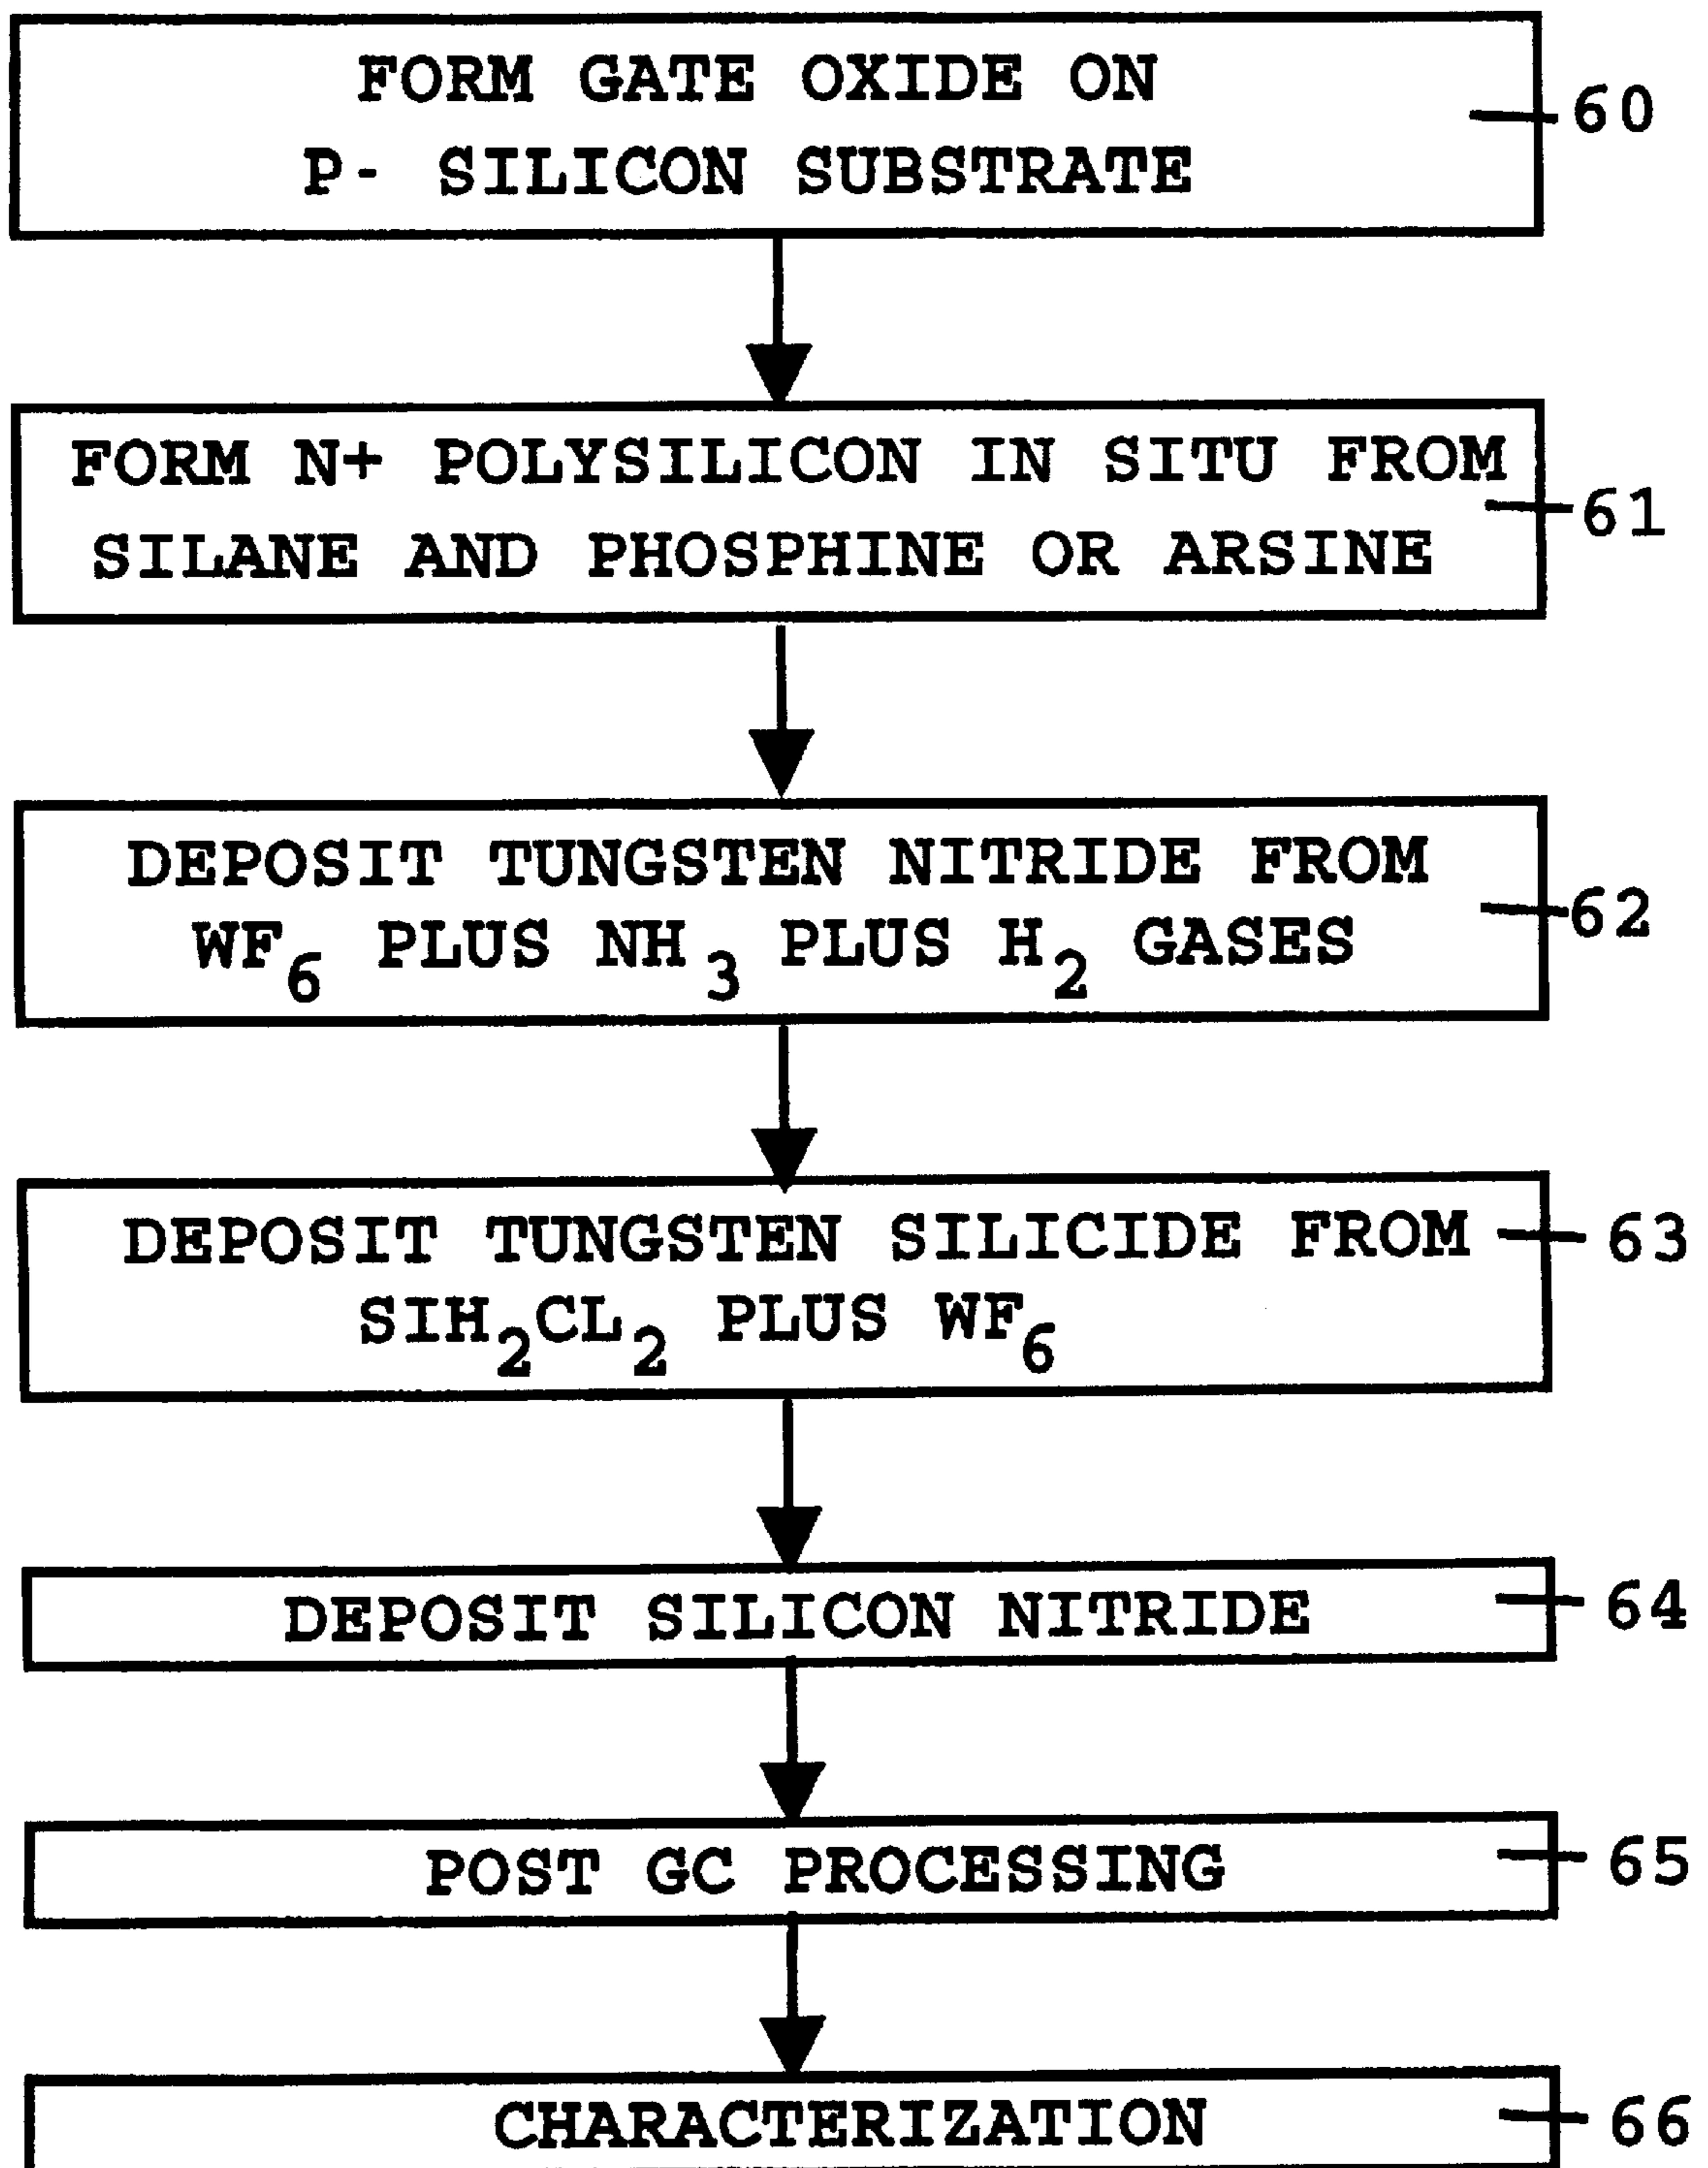 FORM GATE OXIDE ON
P- SILICON SUBSTRATE
60
FORM N+ POLYSILICON IN SITU FROM
SILANE AND PHOSPHINE OR ARSINE
61
DEPOSIT TUNGSTEN NITRIDE FROM
WF6 PLUS NH3 PLUS H2 GASES
62
DEPOSIT TUNGSTEN SILICIDE FROM
SIH2CL2 PLUS WF6
63
DEPOSIT SILICON NITRIDE
64
POST GC PROCESSING
65
CHARACTERIZATION
66